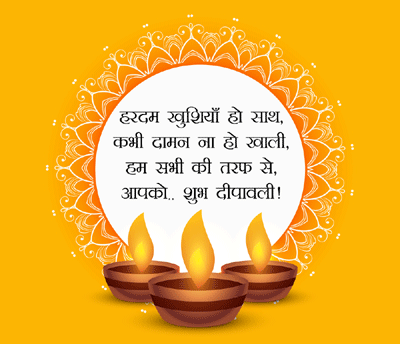 हरदम खुशियाँ हो साथ,
कभी दामन ना हो खाली,
हम सभी की तरफ से,
आपको.. शुभ दीपावली!